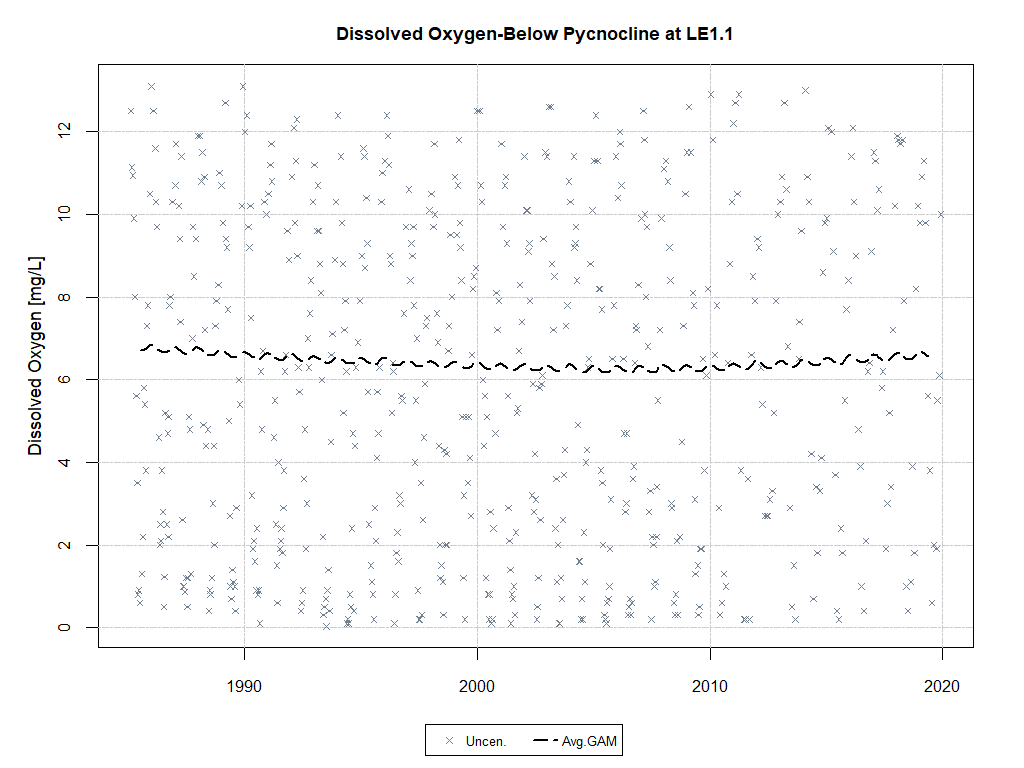 Dissolved Oxygen-Below Pycnocline at LE1.1
Dissolved Oxygen [mg/L]
12
10
8
6
4
2
0
1990 2000 2010 2020
Uncen. Avg.GAM